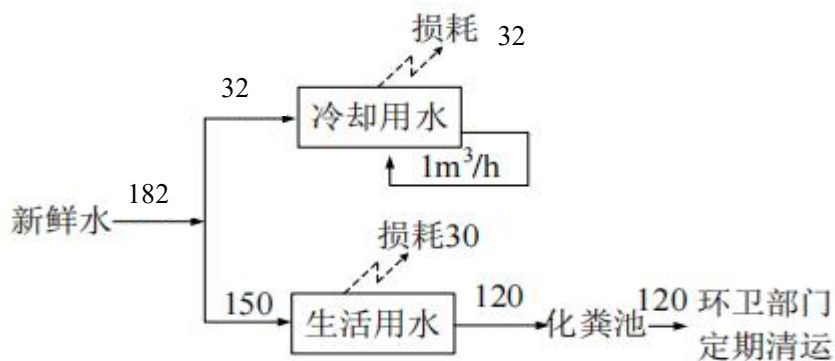 损耗 32
32
冷却用水
1m³/h
182
新鲜水
损耗30
150
生活用水
120
化粪池
120
环卫部门
定期清运